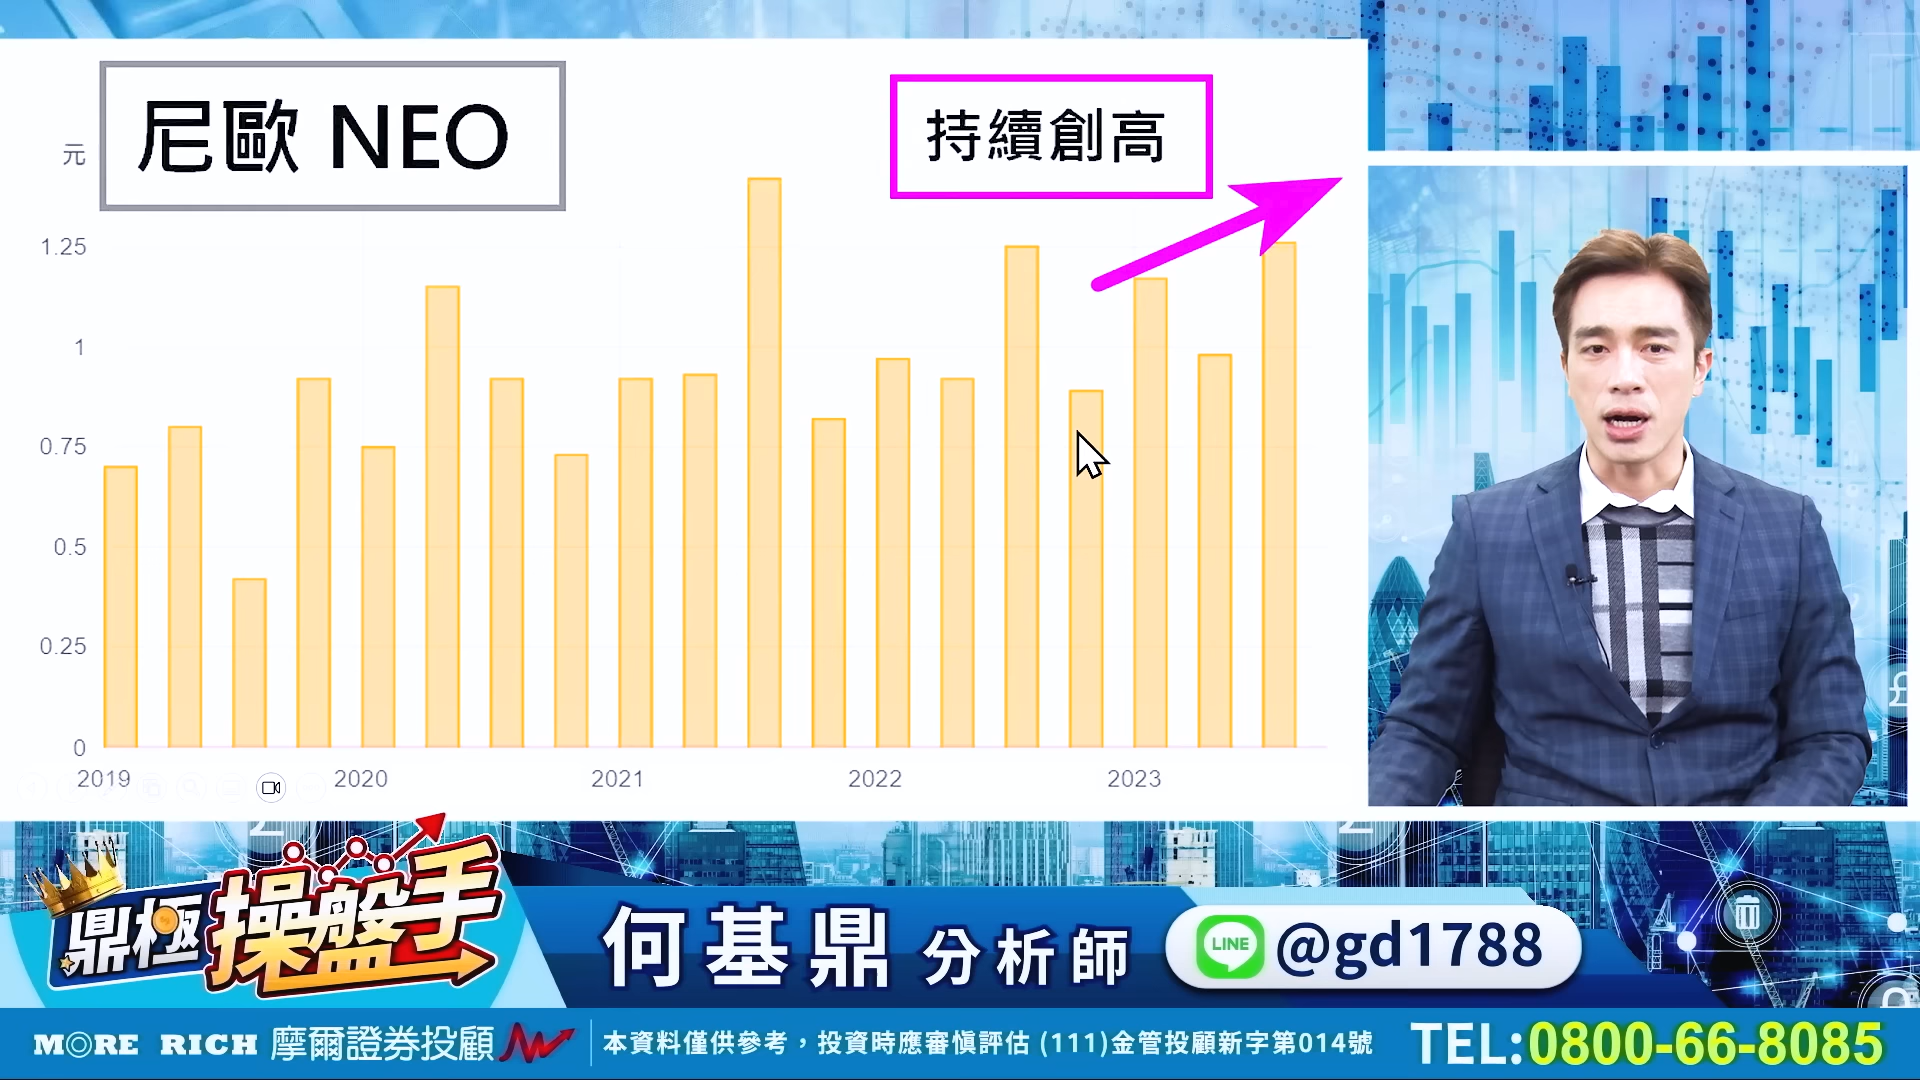 尼歐 NEO
持續創高
元
1.25
1
0.75
0.5
0.25
0
2019 2020 2021 2022 2023
鼎極操盤手
何基鼎 分析師
LINE @gd1788
MORE RICH 摩爾證券投顧
本資料僅供參考，投資時應審慎評估 (111)金管投顧新字第014號
TEL:0800-66-8085